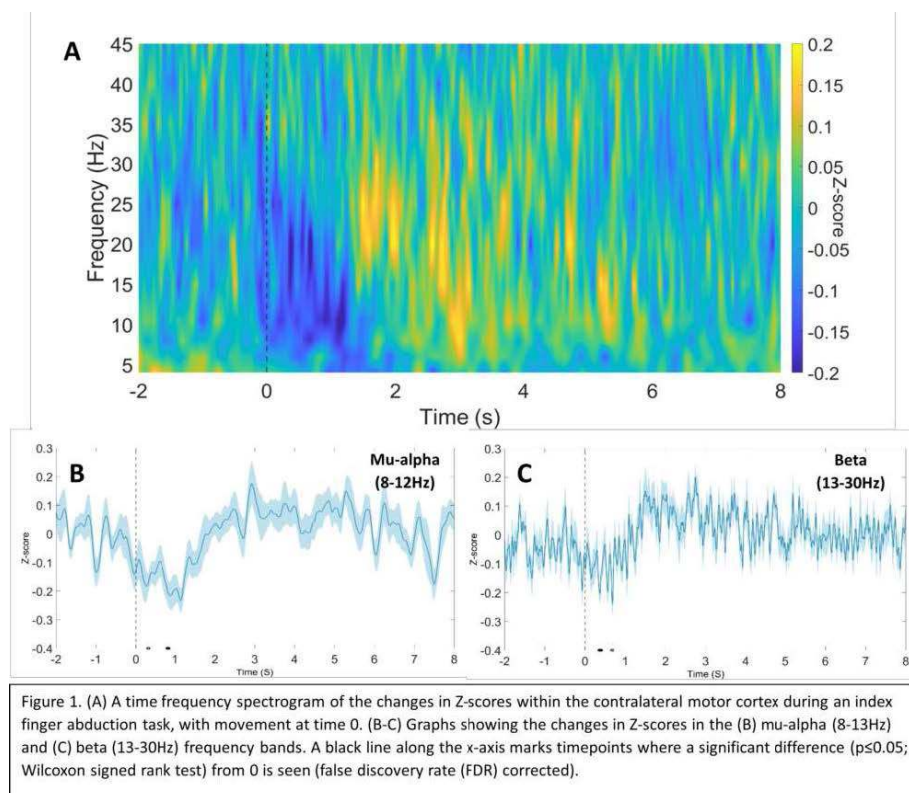 A
45
40
35
30
25
20
15
10
5
Frequency (Hz)
-2 0 2 4 6 8
Time (s)
0.2
0.15
0.1
0.05
0
-0.05
-0.1
-0.15
-0.2
Z-score
B
Mu-alpha
(8-12Hz)
0.3
0.2
0.1
0
-0.1
-0.2
-0.3
-0.4
Z-score
-2 -1 0 1 2 3 4 5 6 7 8
Time (S)
C
Beta
(13-30Hz)
0.3
0.2
0.1
0
-0.1
-0.2
-0.3
-0.4
Z-score
-2 -1 0 1 2 3 4 5 6 7 8
Time (S)
Figure 1. (A) A time frequency spectrogram of the changes in Z-scores within the contralateral motor cortex during an index
finger abduction task, with movement at time 0. (B-C) Graphs showing the changes in Z-scores in the (B) mu-alpha (8-13Hz)
and (C) beta (13-30Hz) frequency bands. A black line along the x-axis marks timepoints where a significant difference (p≤0.05;
Wilcoxon signed rank test) from 0 is seen (false discovery rate (FDR) corrected).